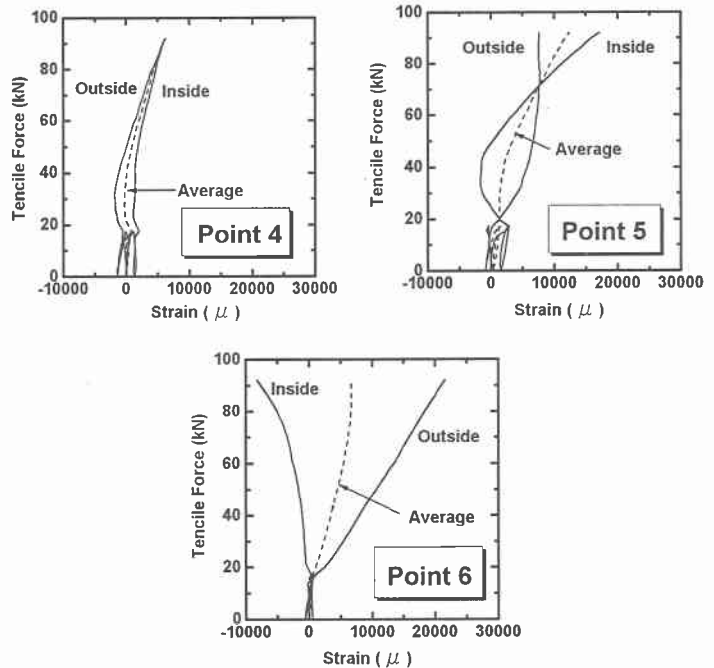 100
80
60
40
20
0
Tencile Force (kN)
Outside
Inside
Average
Point 4
-10000 0 10000 20000 30000
Strain ( μ )
100
80
60
40
20
0
Tencile Force (kN)
Outside
Inside
Average
Point 5
-10000 0 10000 20000 30000
Strain ( μ )
100
80
60
40
20
0
Tencile Force (kN)
Inside
Outside
Average
Point 6
-10000 0 10000 20000 30000
Strain ( μ )